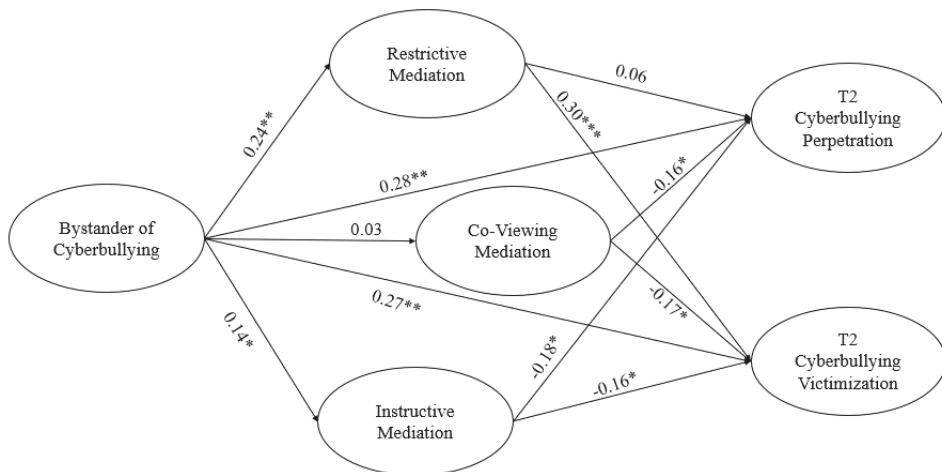 Restrictive
Mediation
0.06
T2
Cyberbullying
Perpetration
0.24**
0.30***
0.28**
-0.16*
Bystander of
Cyberbullying
0.03
Co-Viewing
Mediation
0.27**
-0.17*
0.14*
-0.18*
T2
Cyberbullying
Victimization
-0.16*
Instructive
Mediation